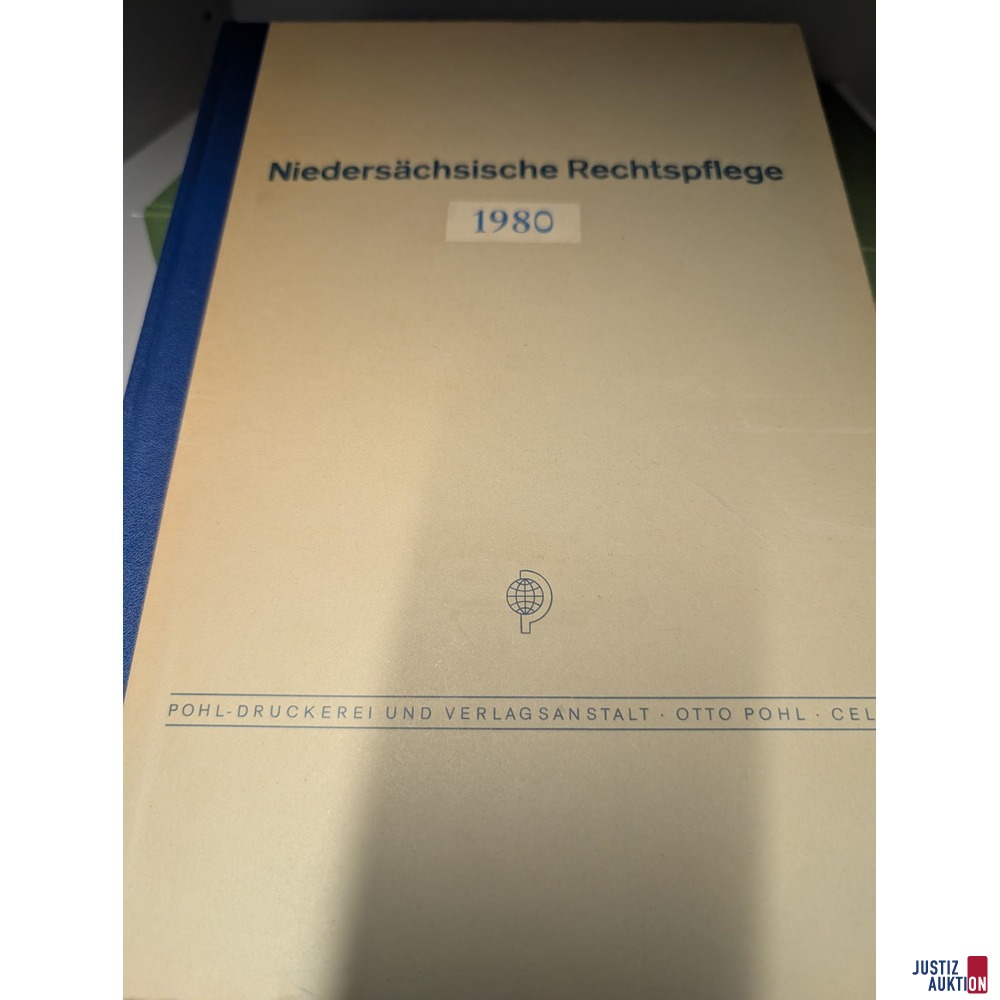 Niedersächsische Rechtspflege
1980
POHL-DRUCKEREI UND VERLAGSANSTALT · OTTO POHL · CEL
JUSTIZ
AUKTION